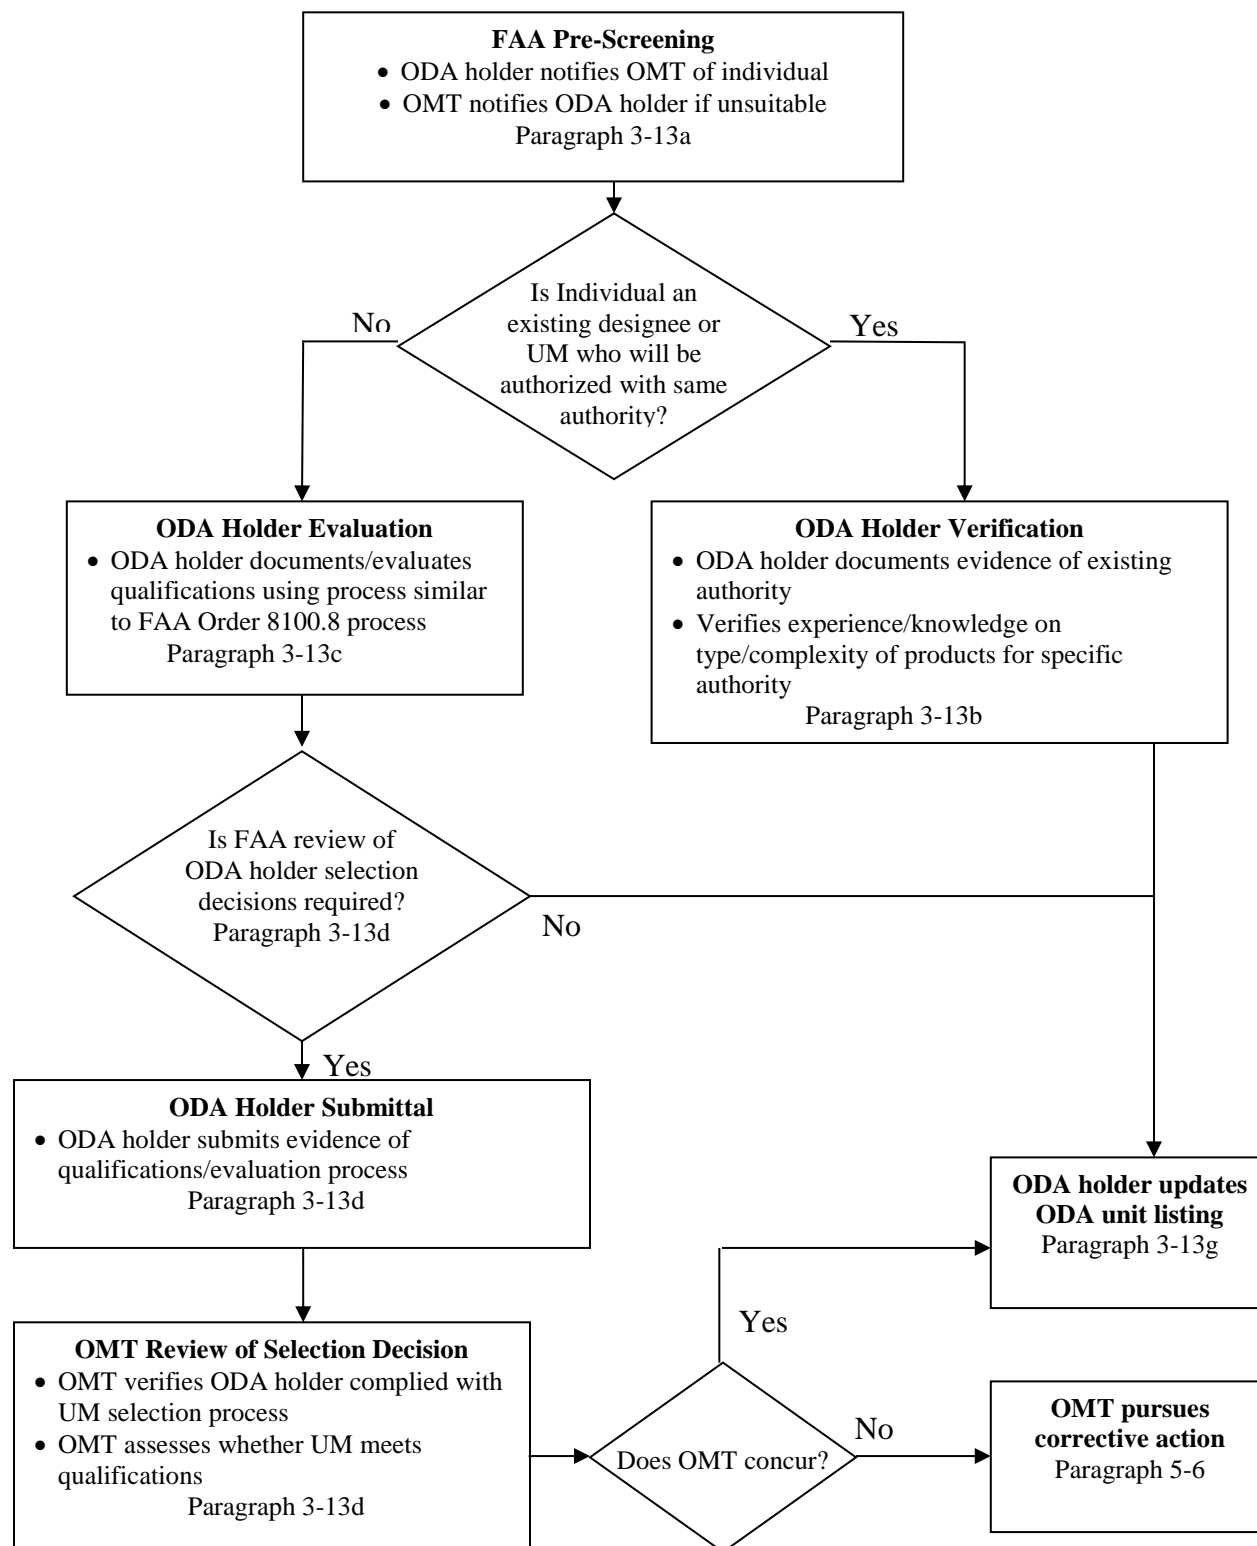 FAA Pre-Screening
• ODA holder notifies OMT of individual
• OMT notifies ODA holder if unsuitable
Paragraph 3-13a
Is Individual an
existing designee or
UM who will be
authorized with same
authority?
No
Yes
ODA Holder Evaluation
• ODA holder documents/evaluates
qualifications using process similar
to FAA Order 8100.8 process
Paragraph 3-13c
ODA Holder Verification
• ODA holder documents evidence of existing
authority
• Verifies experience/knowledge on
type/complexity of products for specific
authority
Paragraph 3-13b
Is FAA review of
ODA holder selection
decisions required?
Paragraph 3-13d
No
Yes
ODA Holder Submittal
• ODA holder submits evidence of
qualifications/evaluation process
Paragraph 3-13d
ODA holder updates
ODA unit listing
Paragraph 3-13g
OMT Review of Selection Decision
• OMT verifies ODA holder complied with
UM selection process
• OMT assesses whether UM meets
qualifications
Paragraph 3-13d
Yes
Does OMT concur?
No
OMT pursues
corrective action
Paragraph 5-6